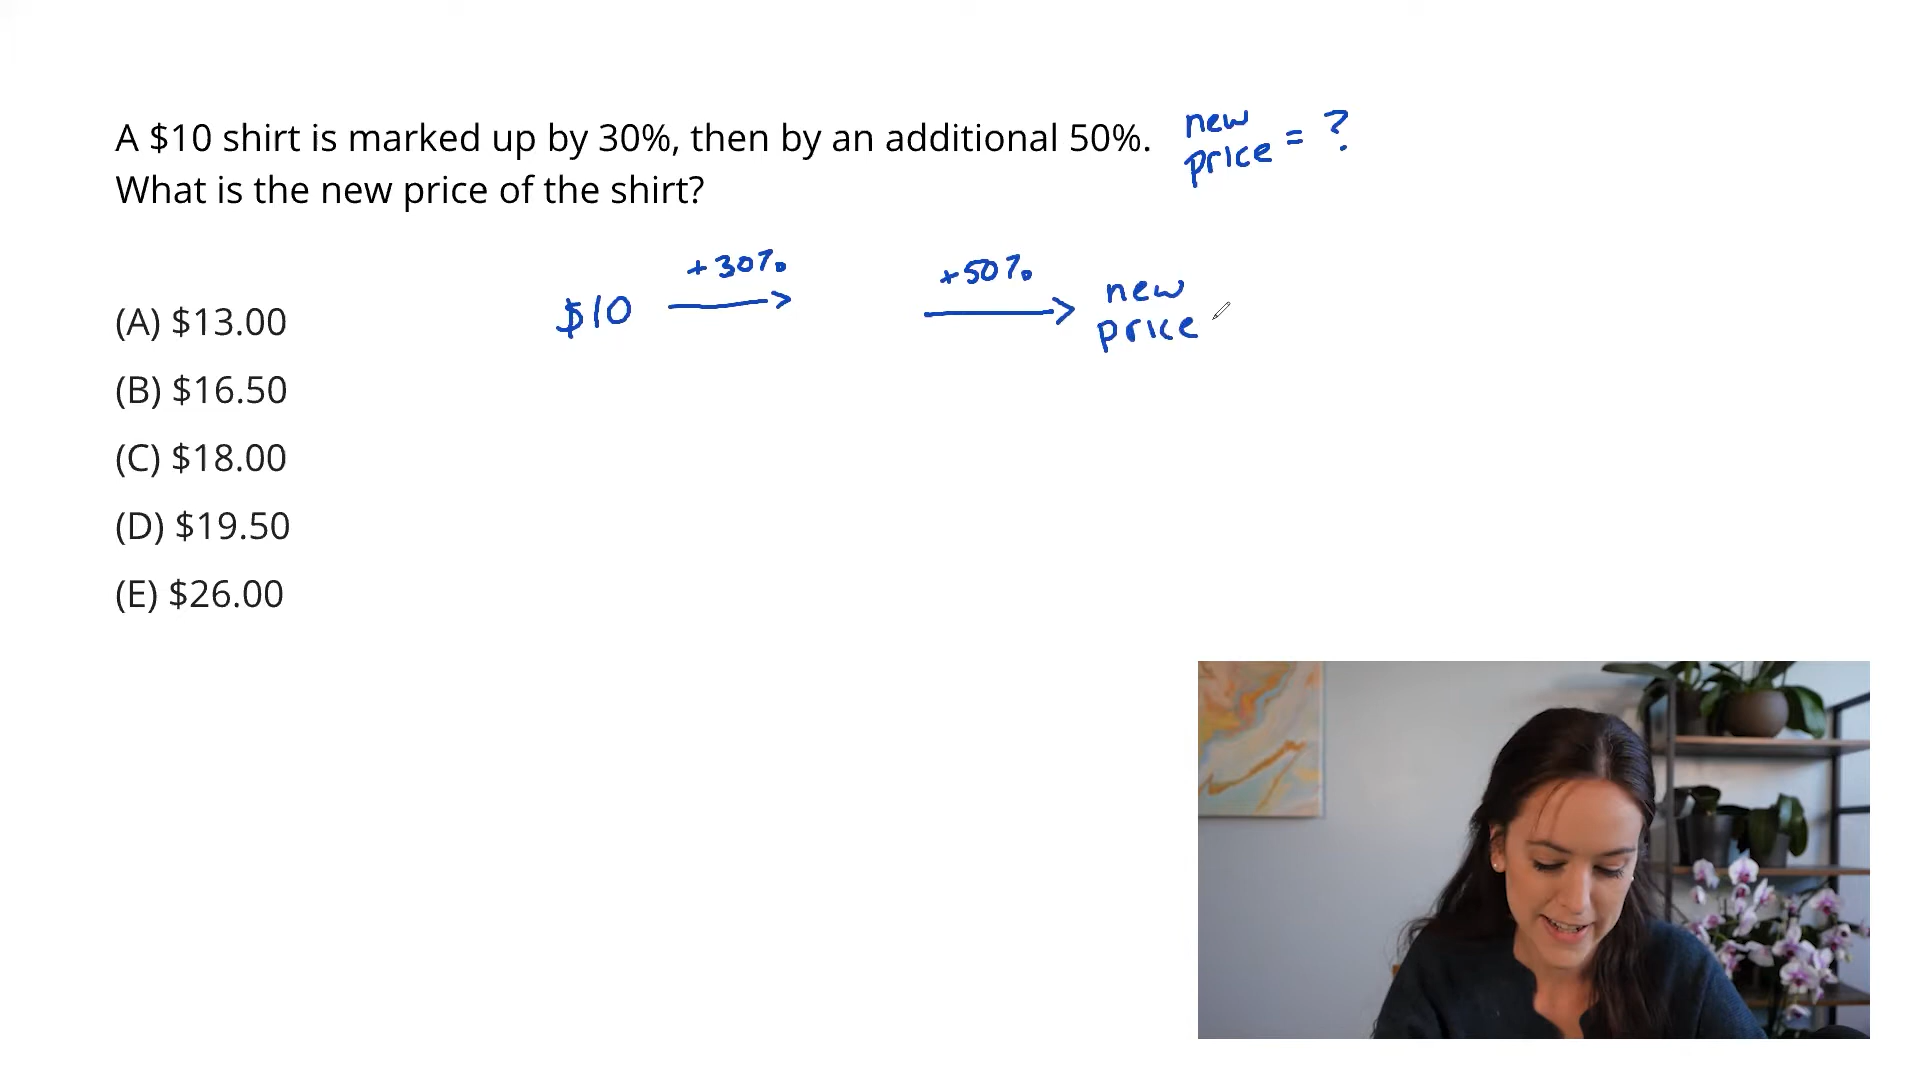 A $10 shirt is marked up by 30%, then by an additional 50%.
What is the new price of the shirt?
new
price = ?
+30%
+50%
$10
new
price
(A) $13.00
(B) $16.50
(C) $18.00
(D) $19.50
(E) $26.00